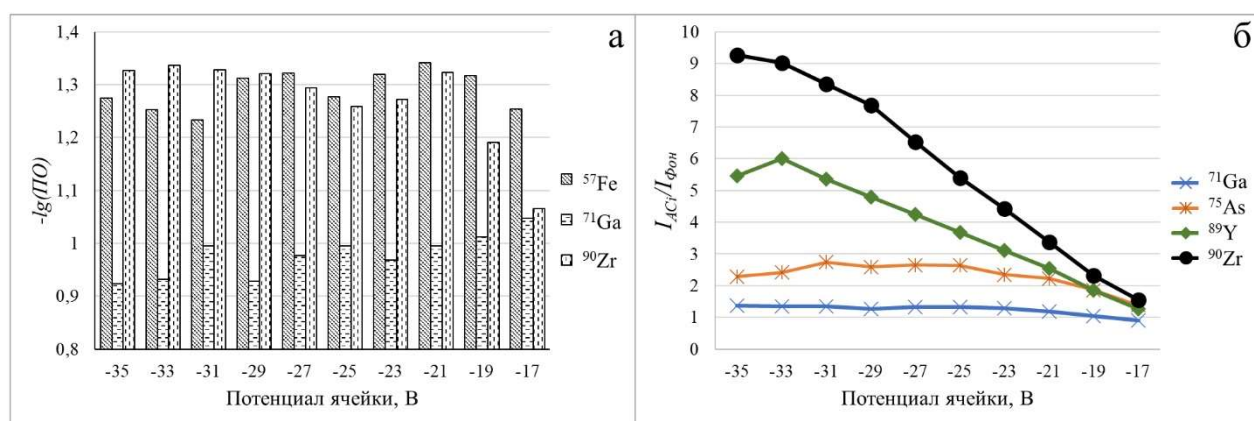 а
-lg(ПО)
1,4
1,3
1,2
1,1
1
0,9
0,8
-35 -33 -31 -29 -27 -25 -23 -21 -19 -17
Потенциал ячейки, В
⁵⁷Fe
⁷¹Ga
⁹⁰Zr
б
I_ACi/I_Фон
10
9
8
7
6
5
4
3
2
1
0
-35 -33 -31 -29 -27 -25 -23 -21 -19 -17
Потенциал ячейки, В
⁷¹Ga
⁷⁵As
⁸⁹Y
⁹⁰Zr